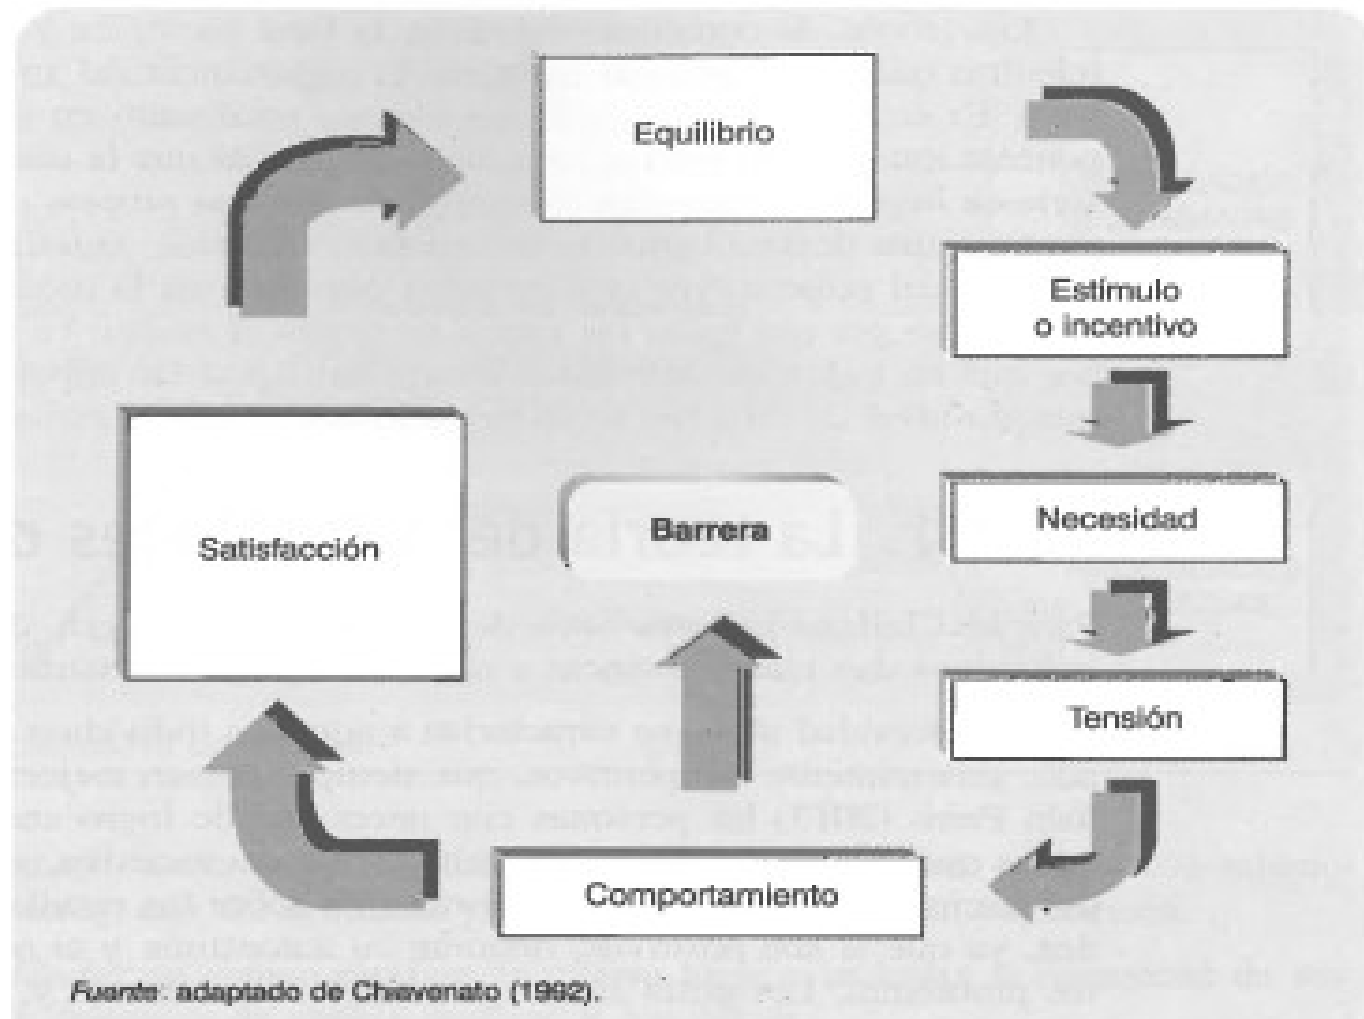 Equilibrio
Estímulo
o incentivo
Necesidad
Tensión
Comportamiento
Barrera
Satisfacción
Fuente: adaptado de Chiavenato (1992).